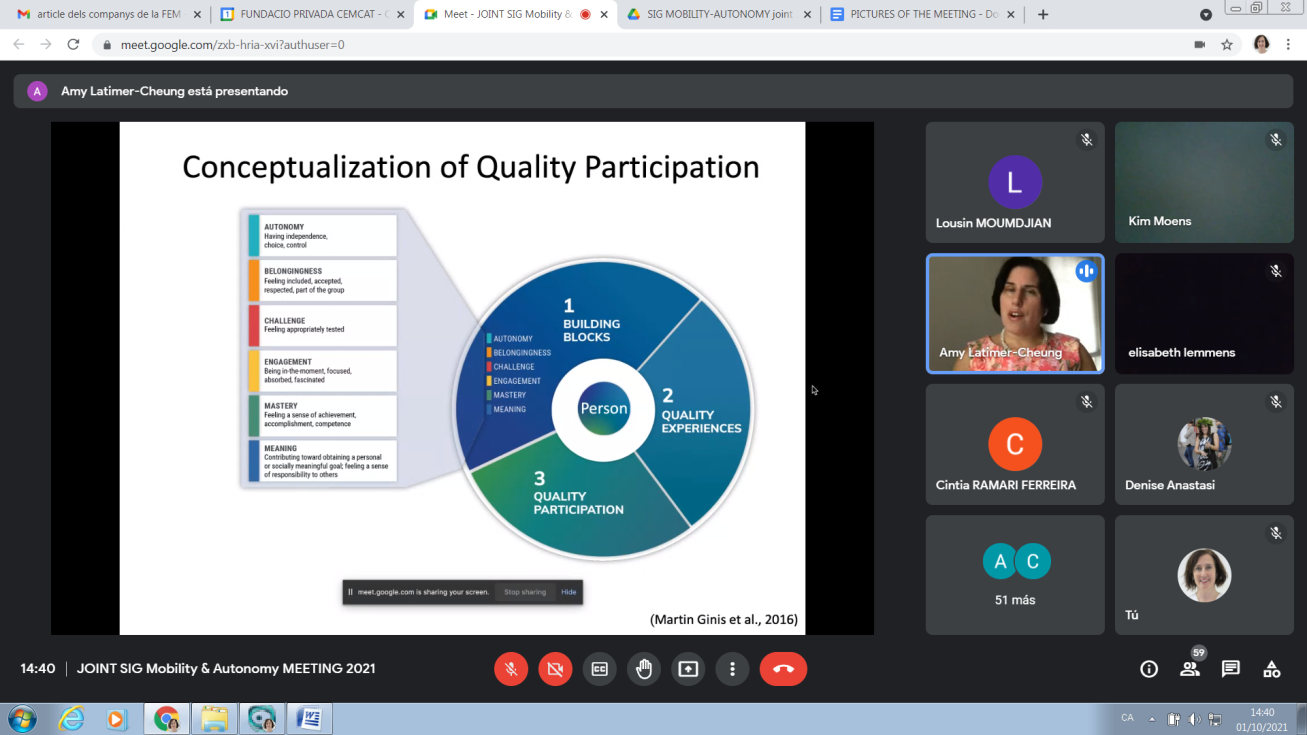 article dels companys de la FEM
FUNDACIO PRIVADA CEMCAT - C
Meet - JOINT SIG Mobility &
SIG MOBILITY-AUTONOMY joint
PICTURES OF THE MEETING - Do
meet.google.com/zxb-hria-xvi?authuser=0
A
Amy Latimer-Cheung está presentando
Conceptualization of Quality Participation
AUTONOMY
Having independence,
choice, control
BELONGINGNESS
Feeling included, accepted,
respected, part of the group
CHALLENGE
Feeling appropriately tested
ENGAGEMENT
Being in-the-moment, focused,
absorbed, fascinated
MASTERY
Feeling a sense of achievement,
accomplishment, competence
MEANING
Contributing toward obtaining a personal
or socially meaningful goal; feeling a sense
of responsibility to others
1
BUILDING
BLOCKS
AUTONOMY
BELONGINGNESS
CHALLENGE
ENGAGEMENT
MASTERY
MEANING
Person
2
QUALITY
EXPERIENCES
3
QUALITY
PARTICIPATION
meet.google.com is sharing your screen.
Stop sharing
Hide
(Martin Ginis et al., 2016)
L
Lousin MOUMDJIAN
Kim Moens
Amy Latimer-Cheung
elisabeth lemmens
C
Cintia RAMARI FERREIRA
Denise Anastasi
A C
51 más
Tú
14:40 | JOINT SIG Mobility & Autonomy MEETING 2021
59
CA
14:40
01/10/2021